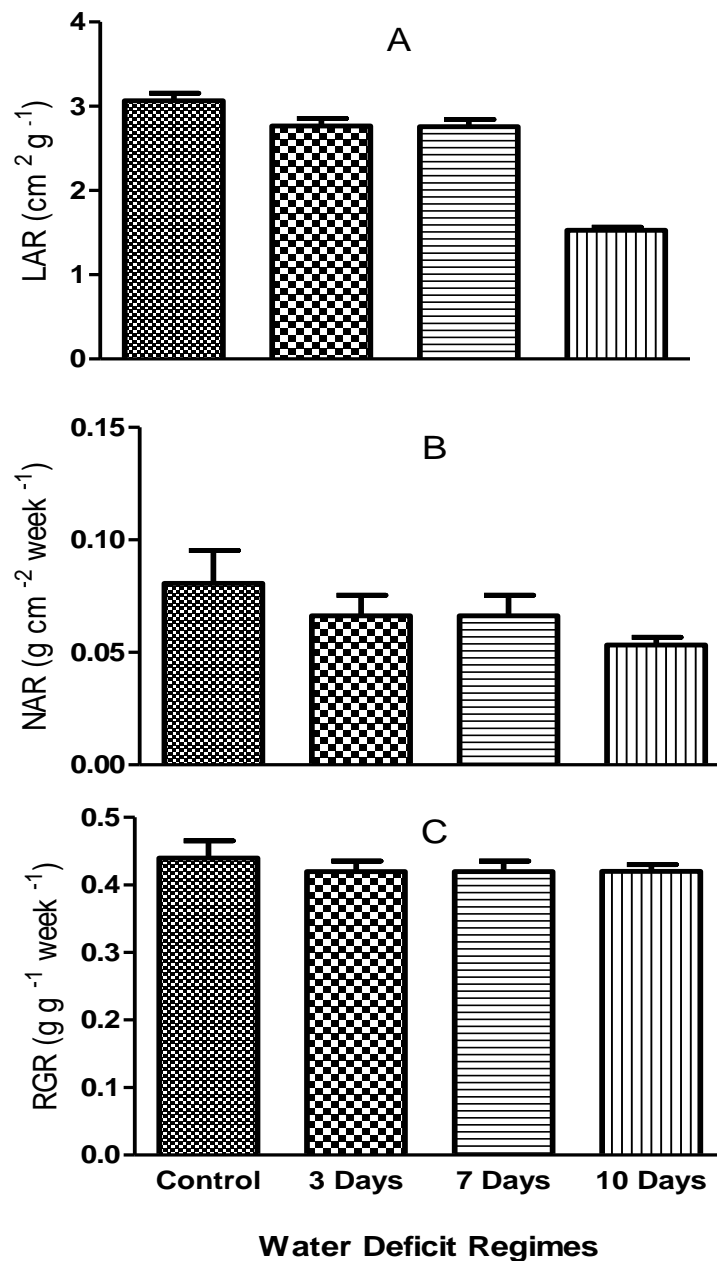 A
4
3
2
1
0
LAR (cm ² g ⁻¹)
B
0.15
0.10
0.05
0.00
NAR (g cm ⁻² week ⁻¹)
C
0.5
0.4
0.3
0.2
0.1
0.0
RGR (g g ⁻¹ week ⁻¹)
Control 3 Days 7 Days 10 Days
Water Deficit Regimes